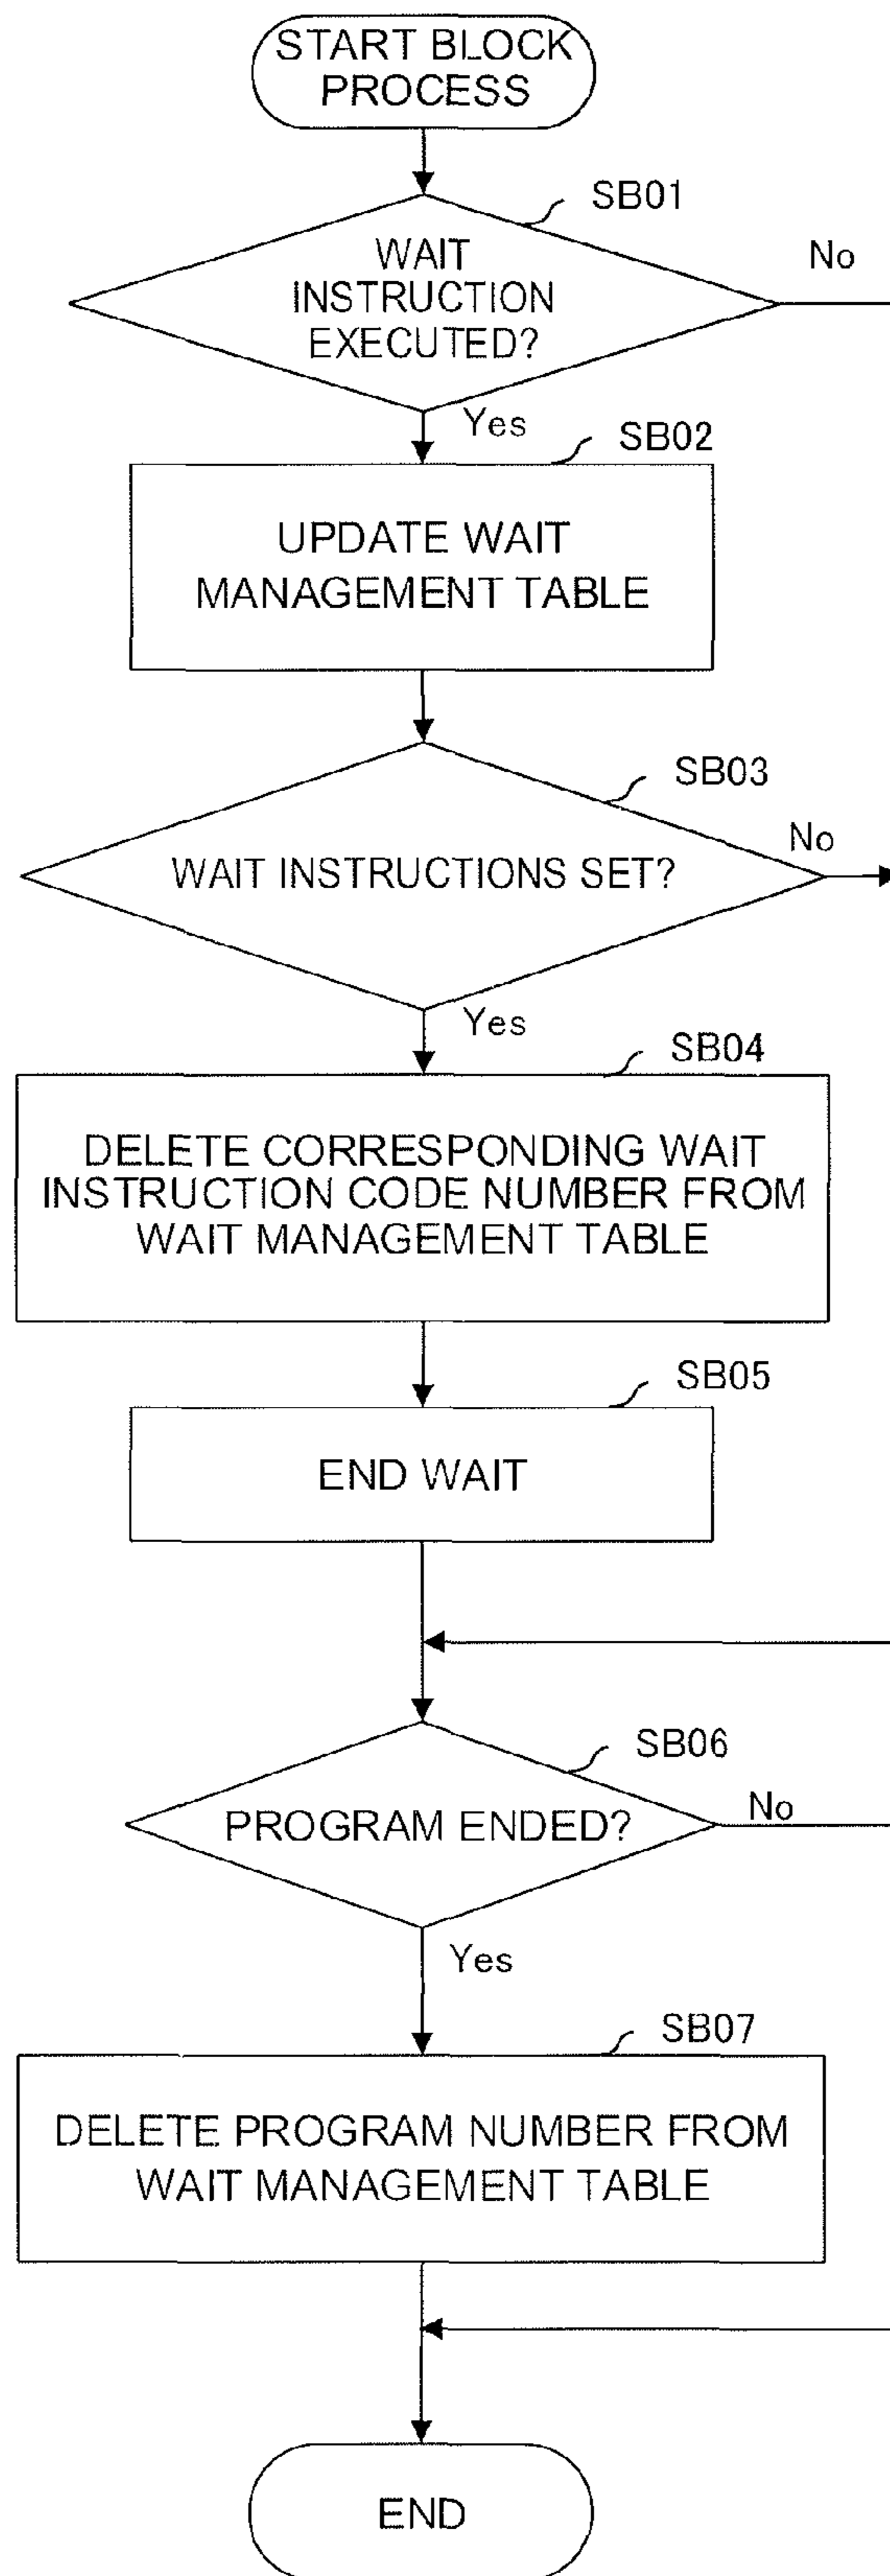 START BLOCK
PROCESS
SB01
WAIT
INSTRUCTION
EXECUTED?
No
Yes
SB02
UPDATE WAIT
MANAGEMENT TABLE
SB03
WAIT INSTRUCTIONS SET?
No
Yes
SB04
DELETE CORRESPONDING WAIT
INSTRUCTION CODE NUMBER FROM
WAIT MANAGEMENT TABLE
SB05
END WAIT
SB06
PROGRAM ENDED?
No
Yes
SB07
DELETE PROGRAM NUMBER FROM
WAIT MANAGEMENT TABLE
END